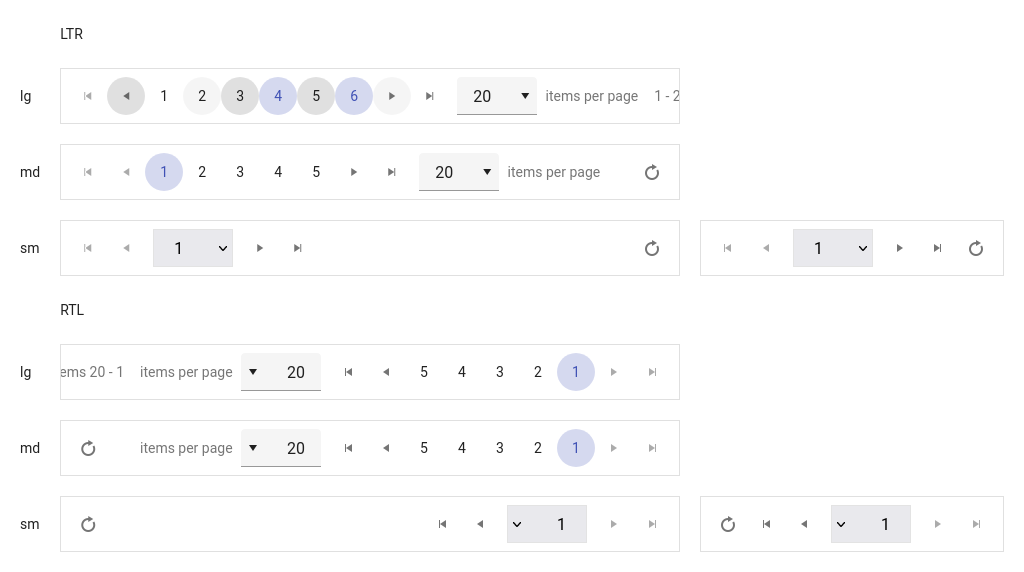 LTR
lg 1 2 3 4 5 6 20 items per page 1 - 2
md 1 2 3 4 5 20 items per page
sm 1 1
RTL
lg ems 20 - 1 items per page 20 5 4 3 2 1
md items per page 20 5 4 3 2 1
sm 1 1